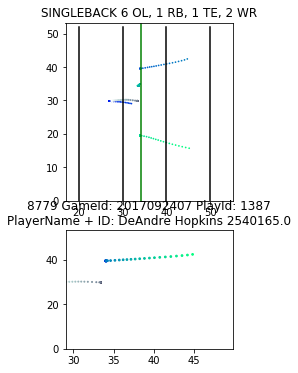 SINGLEBACK 6 OL, 1 RB, 1 TE, 2 WR
50
40
30
20
10
0
20 30 40 50
8779 GameId: 2017092407 PlayId: 1387
PlayerName + ID: DeAndre Hopkins 2540165.0
40
20
0
30 35 40 45